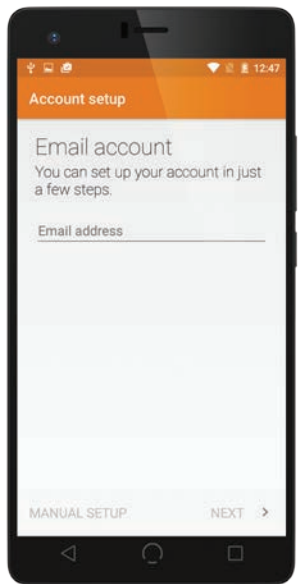 12:47
Account setup
Email account
You can set up your account in just
a few steps.
Email address
MANUAL SETUP
NEXT